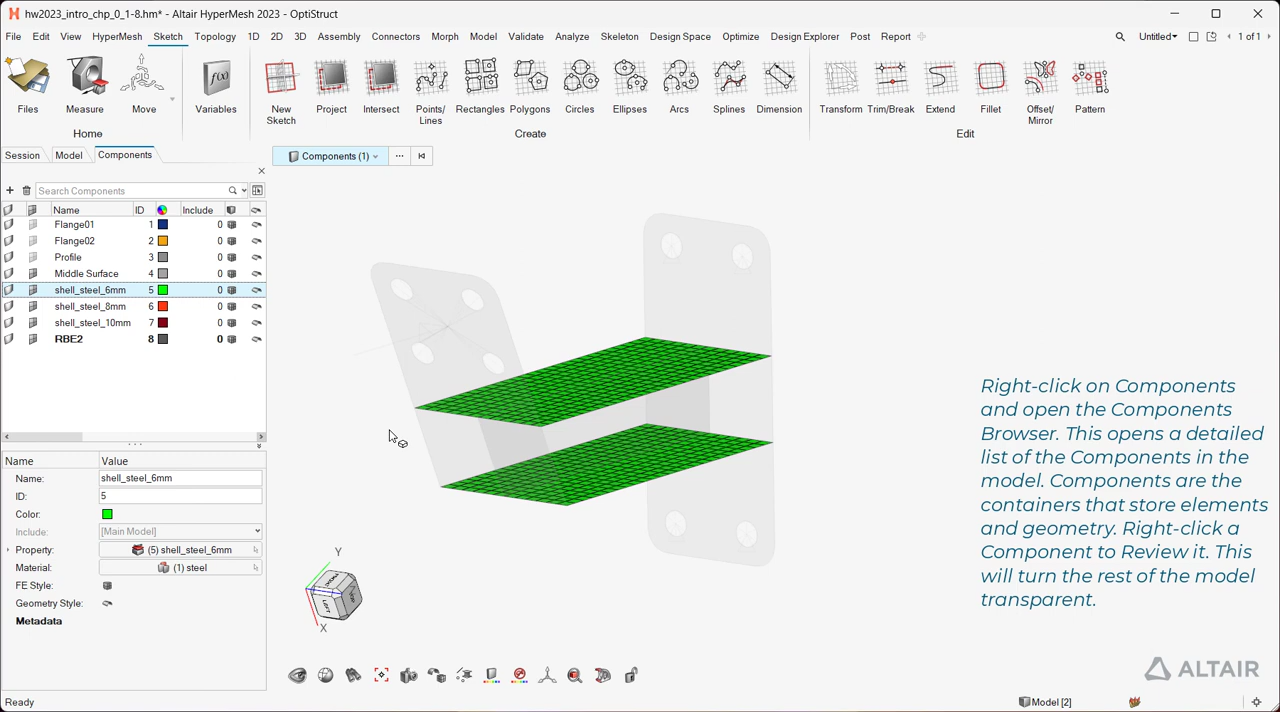 hw2023_intro_chp_0_1-8.hm* - Altair HyperMesh 2023 - OptiStruct
File Edit View HyperMesh Sketch Topology 1D 2D 3D Assembly Connectors Morph Model Validate Analyze Skeleton Design Space Optimize Design Explorer Post Report Untitled 1 of 1
Files Measure Move Variables New Sketch Project Intersect Points/Lines Rectangles Polygons Circles Ellipses Arcs Splines Dimension Transform Trim/Break Extend Fillet Offset/Mirror Pattern
Home Create Edit
Session Model Components
Components (1)
Search Components
Name ID Include
Flange01 1 0
Flange02 2 0
Profile 3 0
Middle Surface 4 0
shell_steel_6mm 5 0
shell_steel_8mm 6 0
shell_steel_10mm 7 0
RBE2 8 0
Name Value
Name: shell_steel_6mm
ID: 5
Color:
Include: [Main Model]
Property: (5) shell_steel_6mm
Material: (1) steel
FE Style:
Geometry Style:
Metadata
Y
LEFT
X
Right-click on Components
and open the Components
Browser. This opens a detailed
list of the Components in the
model. Components are the
containers that store elements
and geometry. Right-click a
Component to Review it. This
will turn the rest of the model
transparent.
ALTAIR
Ready Model [2]